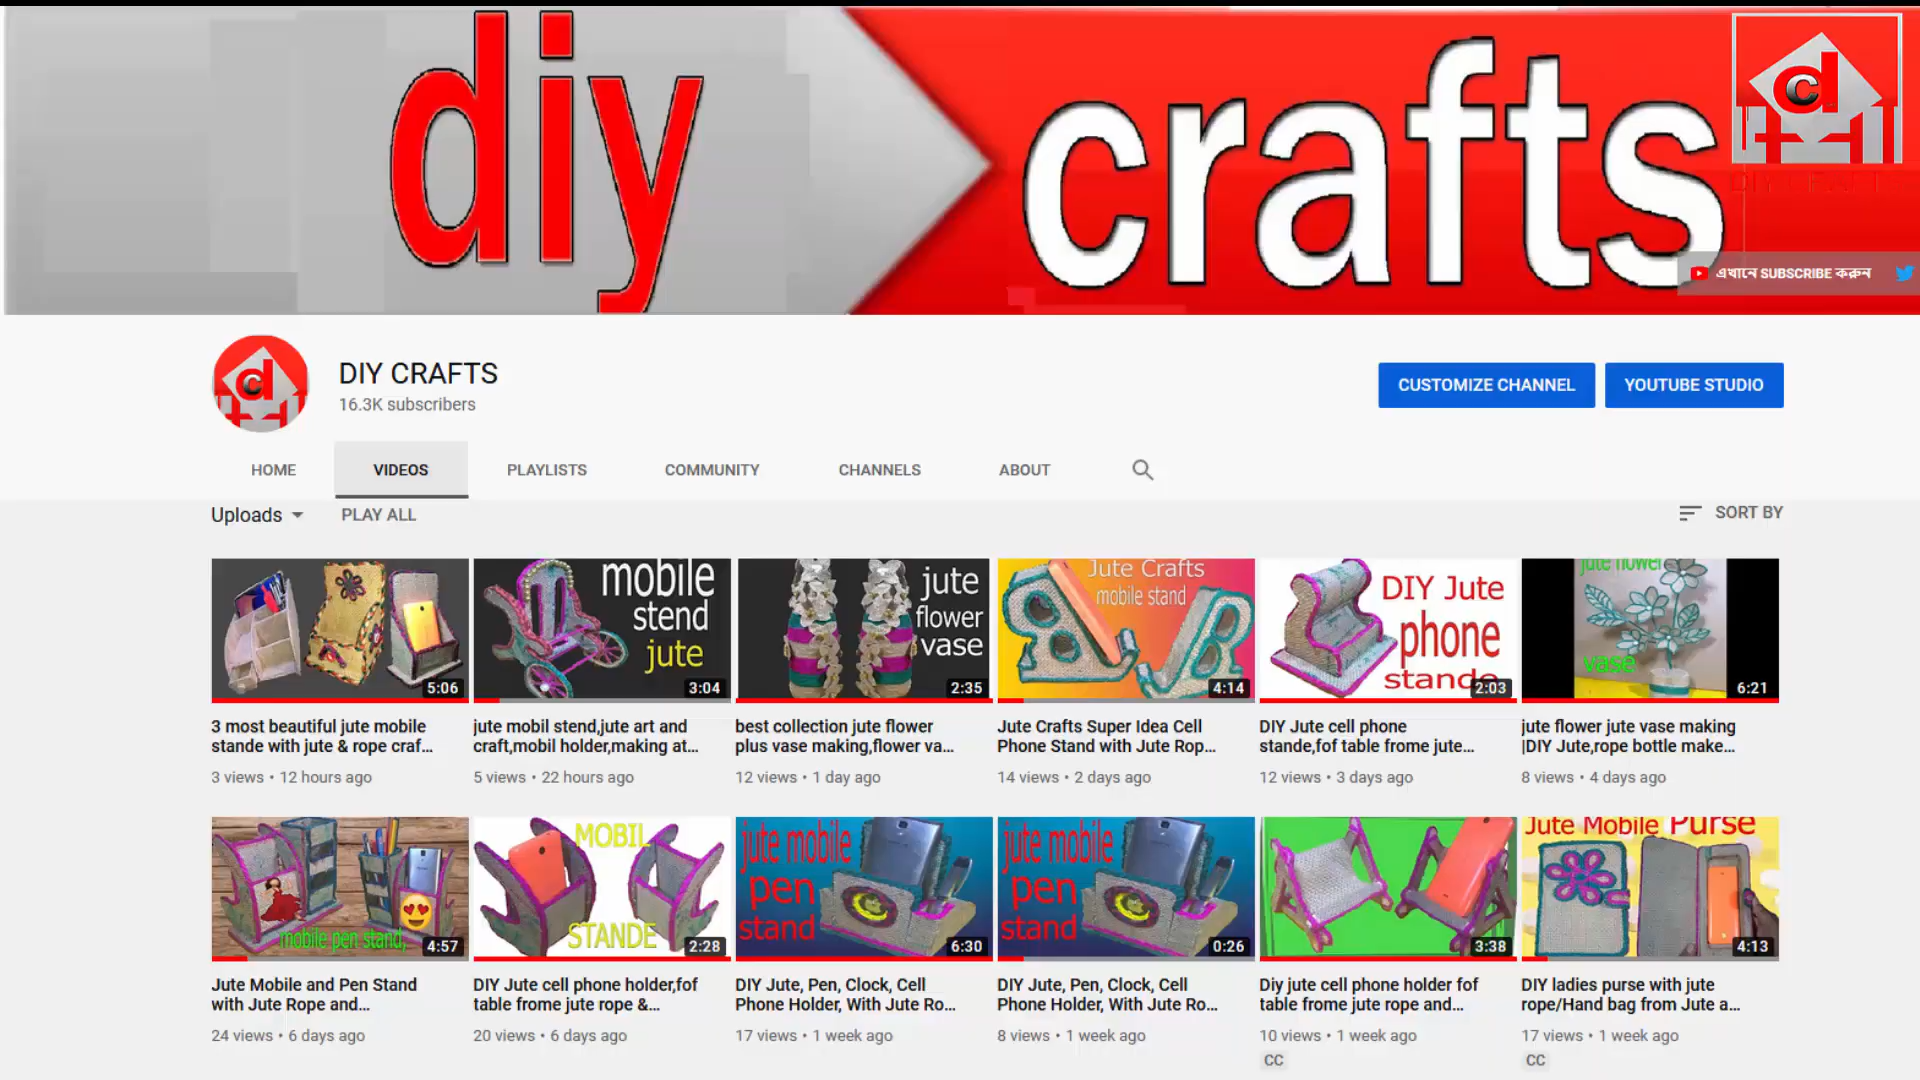 diy crafts
DIY CRAFT
এখানে SUBSCRIBE করুন
DIY CRAFTS
16.3K subscribers
CUSTOMIZE CHANNEL
YOUTUBE STUDIO
HOME
VIDEOS
PLAYLISTS
COMMUNITY
CHANNELS
ABOUT
Uploads
PLAY ALL
SORT BY
5:06
mobile
stend
jute
3:04
jute
flower
vase
2:35
Jute Crafts
mobile stand
4:14
DIY Jute
phone
stande
2:03
jute flower
vase
6:21
3 most beautiful jute mobile
stande with jute & rope craf...
3 views • 12 hours ago
jute mobil stend,jute art and
craft,mobil holder,making at...
5 views • 22 hours ago
best collection jute flower
plus vase making,flower va...
12 views • 1 day ago
Jute Crafts Super Idea Cell
Phone Stand with Jute Rop...
14 views • 2 days ago
DIY Jute cell phone
stande,fof table frome jute...
12 views • 3 days ago
jute flower jute vase making
|DIY Jute,rope bottle make...
8 views • 4 days ago
mobile pen stand,
4:57
MOBIL
STANDE
2:28
jute mobile
pen
stand
6:30
jute mobile
pen
stand
0:26
3:38
Jute Mobile Purse
4:13
Jute Mobile and Pen Stand
with Jute Rope and...
24 views • 6 days ago
DIY Jute cell phone holder,fof
table frome jute rope &...
20 views • 6 days ago
DIY Jute, Pen, Clock, Cell
Phone Holder, With Jute Ro...
17 views • 1 week ago
DIY Jute, Pen, Clock, Cell
Phone Holder, With Jute Ro...
8 views • 1 week ago
Diy jute cell phone holder fof
table frome jute rope and...
10 views • 1 week ago
CC
DIY ladies purse with jute
rope/Hand bag from Jute a...
17 views • 1 week ago
CC